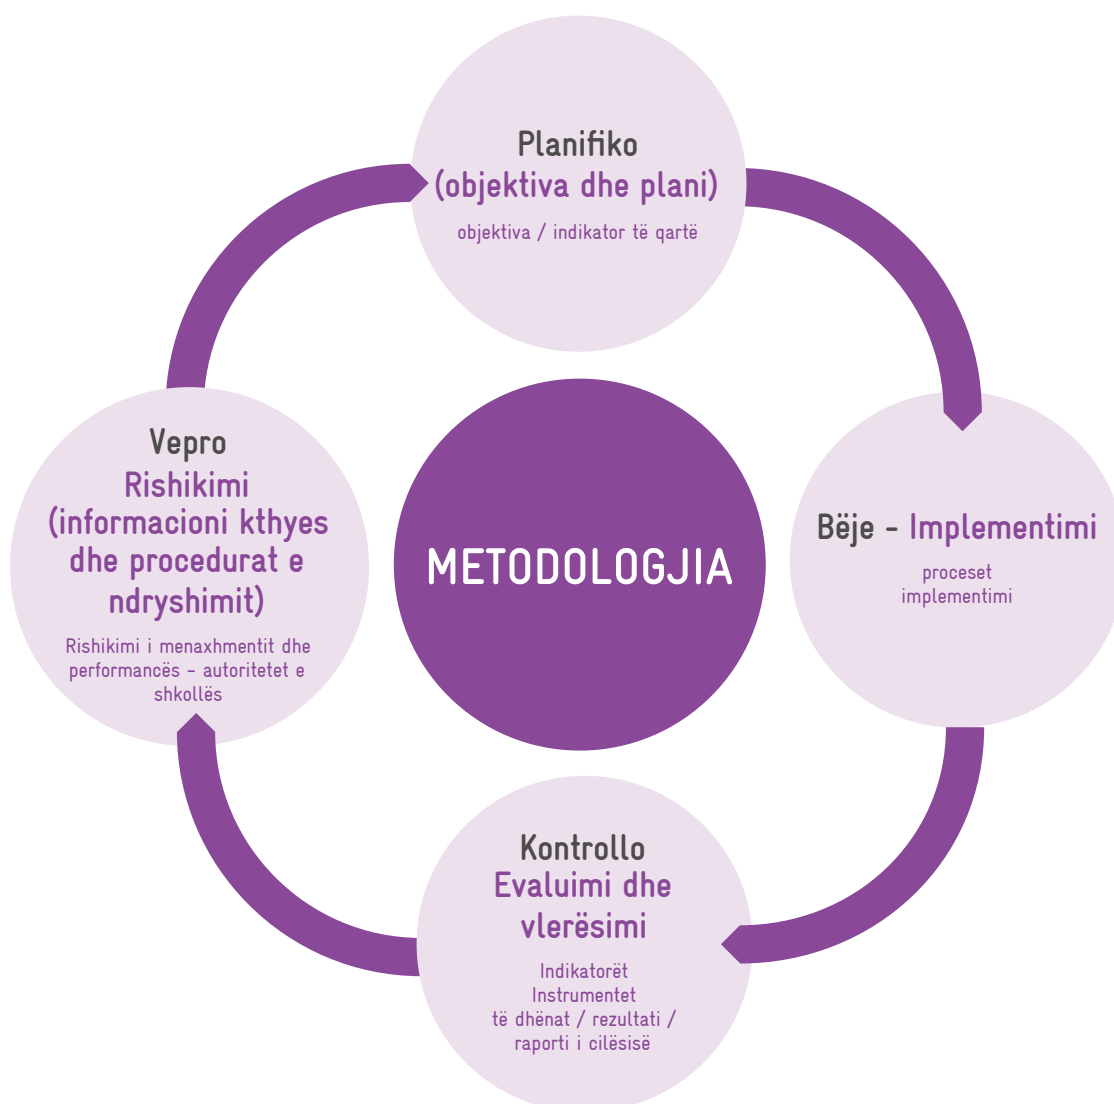 Planifiko
(objektiva dhe plani)
objektiva / indikator të qartë
Bëje - Implementimi
proceset
implementimi
Kontrollo
Evaluimi dhe
vlerësimi
Indikatorët
Instrumentet
të dhënat / rezultati /
raporti i cilësisë
Vepro
Rishikimi
(informacioni kthyes
dhe procedurat e
ndryshimit)
Rishikimi i menaxhmentit dhe
performancës - autoritetet e
shkollës
METODOLOGJIA